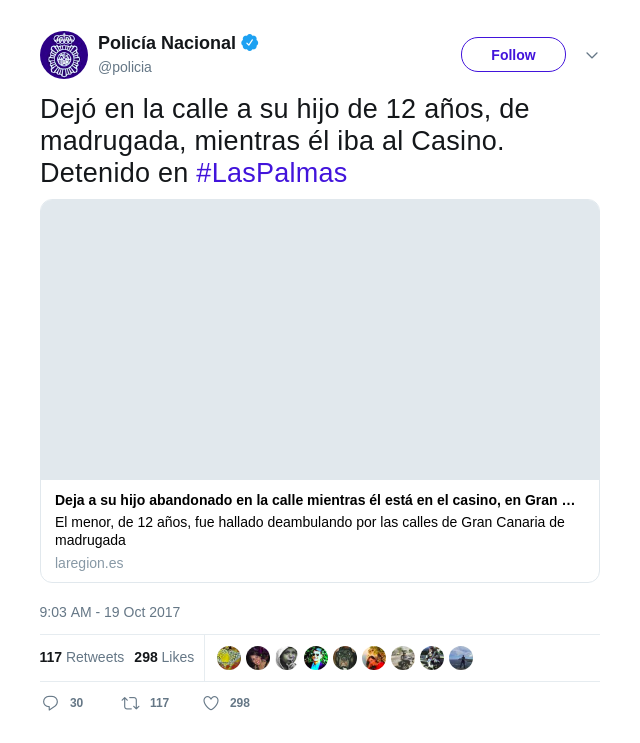 Policía Nacional
@policia
Follow
Dejó en la calle a su hijo de 12 años, de
madrugada, mientras él iba al Casino.
Detenido en #LasPalmas
Deja a su hijo abandonado en la calle mientras él está en el casino, en Gran …
El menor, de 12 años, fue hallado deambulando por las calles de Gran Canaria de
madrugada
laregion.es
9:03 AM - 19 Oct 2017
117 Retweets 298 Likes
30 117 298